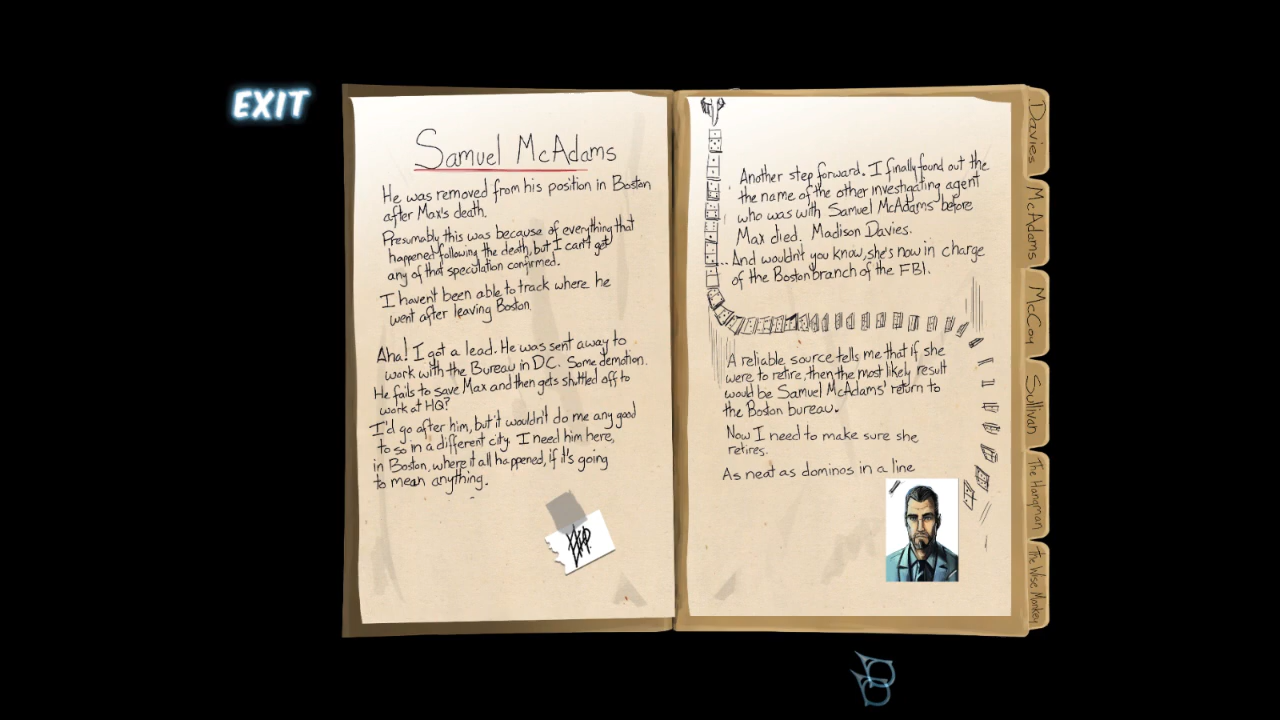 EXIT
Samuel McAdams
He was removed from his position in Boston
after Max's death.
Presumably this was because of everything that
happened following the death, but I can't get
any of that speculation confirmed.
I haven't been able to track where he
went after leaving Boston
Aha! I got a lead. He was sent away to
work with the Bureau in DC. Some demotion.
He fails to save Max and then gets shuttled off to
work at HQ?
I'd go after him, but it wouldn't do me any good
to so in a different city. I need him here,
in Boston, where it all happened, if it's going
to mean anything.
Another step forward. I finally found out the
the name of the other investigating agent
who was with Samuel McAdams before
Max died. Madison Davies.
And wouldn't you know, she's now in charge
of the Boston branch of the FBI.
A reliable source tells me that if she
were to retire, then the most likely result
would be Samuel McAdams' return to
the Boston bureau.
Now I need to make sure she
retires.
As neat as dominos in a line
Davies
McAdams
McCoy
Sullivan
The Hangman
The Wise Monkey